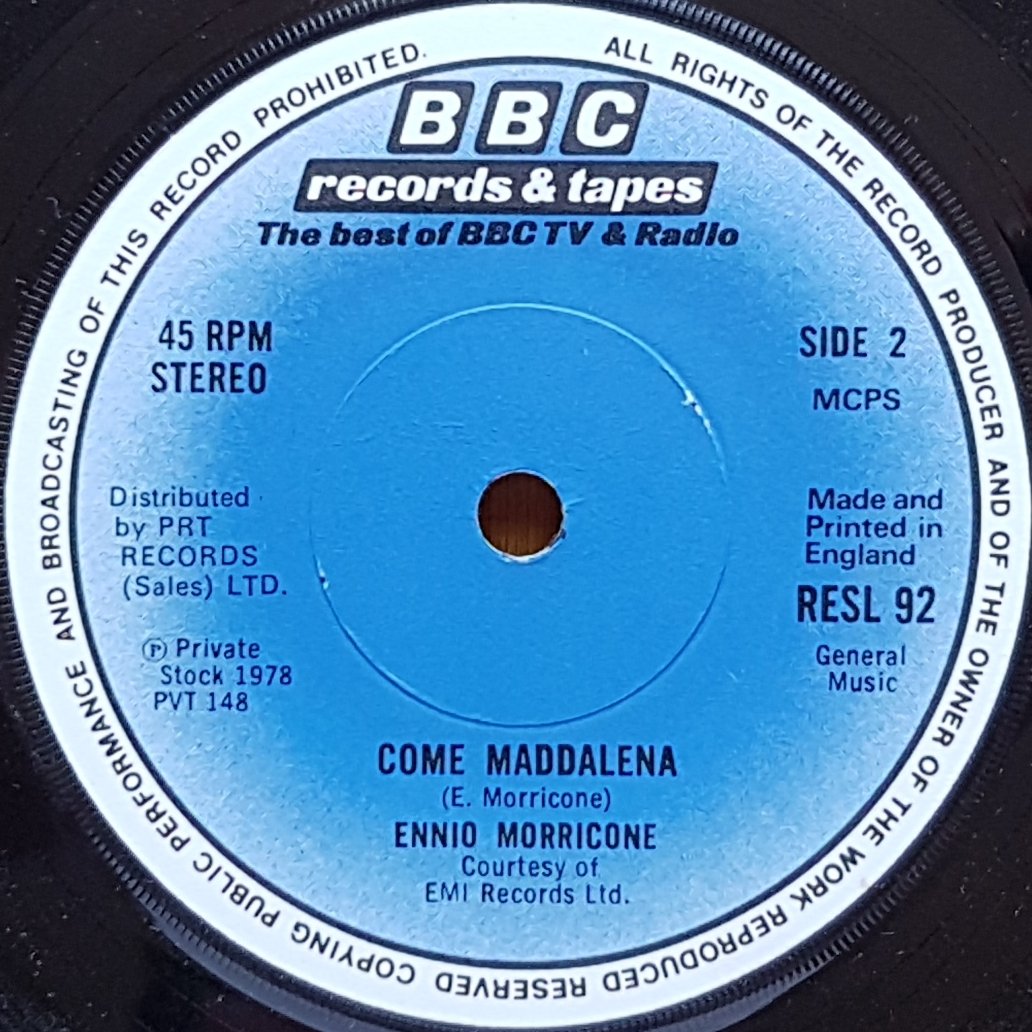 ALL RIGHTS OF THE RECORD PRODUCER AND OF THE OWNER OF THE WORK REPRODUCED RESERVED COPYING PUBLIC PERFORMANCE AND BROADCASTING OF THIS RECORD PROHIBITED.
BBC
records & tapes
The best of BBC TV & Radio
45 RPM
STEREO
SIDE 2
MCPS
Distributed
by PRT
RECORDS
(Sales) LTD.
Ⓟ Private
Stock 1978
PVT 148
Made and
Printed in
England
RESL 92
General
Music
COME MADDALENA
(E. Morricone)
ENNIO MORRICONE
Courtesy of
EMI Records Ltd.